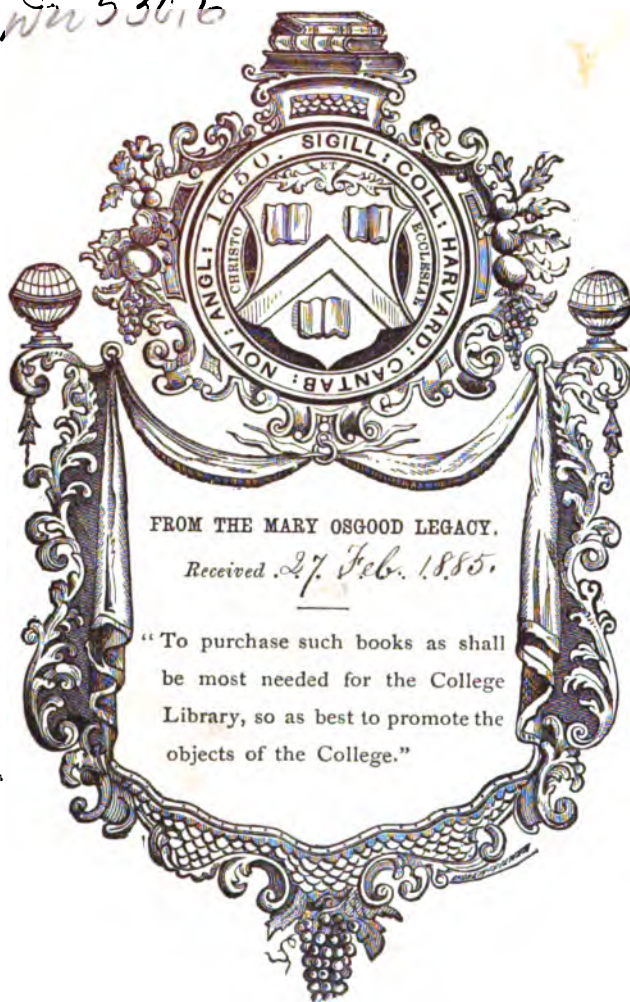 1650. SIGILL: COLL: HARVARD: CANTAB: NOV: ANGL:
ET
CHRISTO
ECCLESIAE
FROM THE MARY OSGOOD LEGACY.
Received 27 Feb. 1885.
"To purchase such books as shall
be most needed for the College
Library, so as best to promote the
objects of the College."